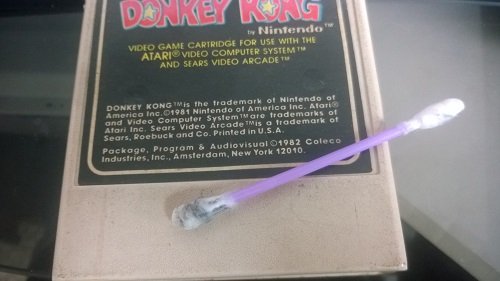 DONKEY KONG™
by Nintendo™
VIDEO GAME CARTRIDGE FOR USE WITH THE
ATARI® VIDEO COMPUTER SYSTEM™
AND SEARS VIDEO ARCADE™
DONKEY KONG™ is the trademark of Nintendo of
America Inc.©1981 Nintendo of America Inc. Atari®
and Video Computer System™ are trademarks of
Atari Inc. Sears Video Arcade™ is a trademark of
Sears, Roebuck and Co. Printed in U.S.A.
Package, Program & Audiovisual ©1982 Coleco
Industries, Inc., Amsterdam, New York 12010.